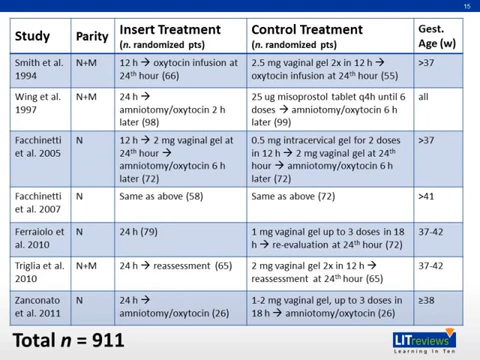 15
Study
Parity
Insert Treatment
(n. randomized pts)
Control Treatment
(n. randomized pts)
Gest.
Age (w)
Smith et al.
1994
N+M
12 h → oxytocin infusion at
24th hour (66)
2.5 mg vaginal gel 2x in 12 h →
oxytocin infusion at 24th hour (55)
>37
Wing et al.
1997
N+M
24 h →
amniotomy/oxytocin 2 h
later (98)
25 ug misoprostol tablet q4h until 6
doses → amniotomy/oxytocin 6 h
later (99)
all
Facchinetti
et al. 2005
N
12 h → 2 mg vaginal gel at
24th hour →
amniotomy/oxytocin 6 h
later (72)
0.5 mg intracervical gel for 2 doses
in 12 h → 2 mg vaginal gel at 24th
hour → amniotomy/oxytocin 6 h
later (72)
>37
Facchinetti
et al. 2007
N
Same as above (58)
Same as above (72)
>41
Ferraiolo et
al. 2010
N
24 h (79)
1 mg vaginal gel up to 3 doses in 18
h → re-evaluation at 24th hour (72)
37-42
Triglia et al.
2010
N+M
24 h → reassessment (65)
2 mg vaginal gel 2x in 12 h →
reassessment at 24th hour (65)
37-42
Zanconato
et al. 2011
N
24 h →
amniotomy/oxytocin (26)
1-2 mg vaginal gel, up to 3 doses in
18 h → amniotomy/oxytocin (26)
≥38
Total n = 911
LITreviews
Learning in Ten